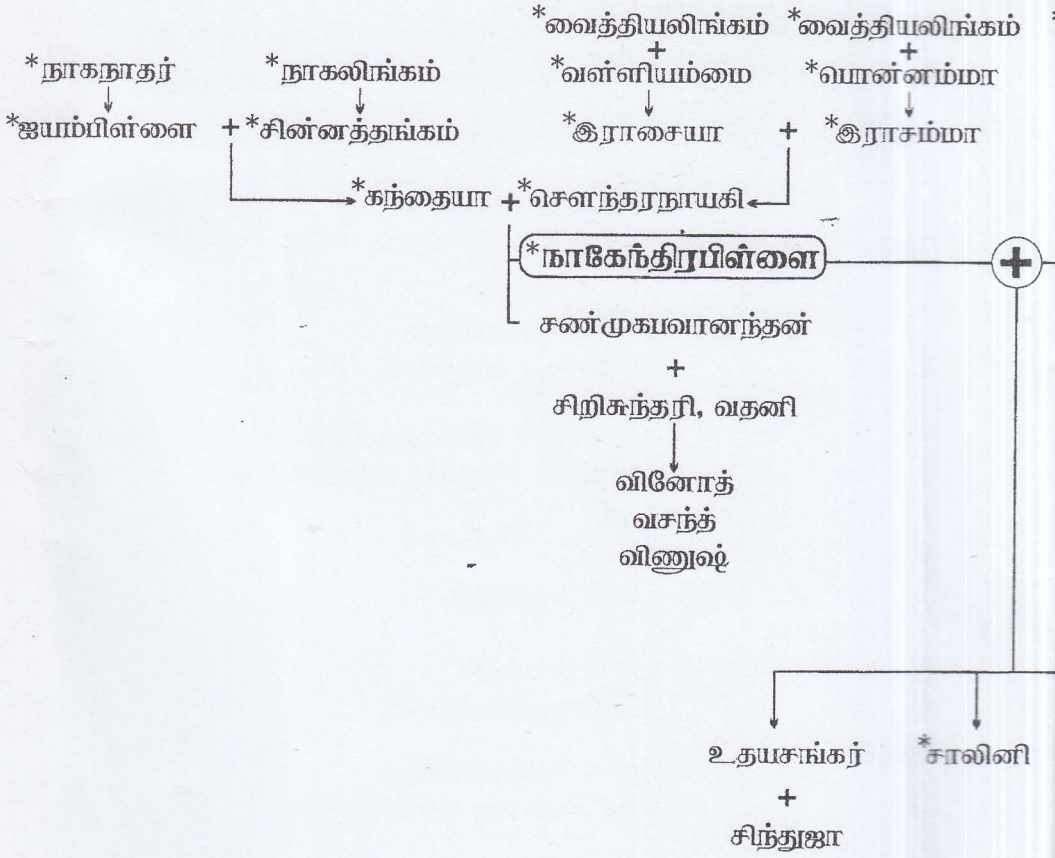 *வைத்தியலிங்கம் *வைத்தியலிங்கம் *
+ +
*நாகநாதர் *நாகலிங்கம் *வள்ளியம்மை *பொன்னம்மா
*ஐயம்பிள்ளை + *சின்னத்தங்கம் *இராசையா + *இராசம்மா
*கந்தையா + *சௌந்தரநாயகி
*நாகேந்திரபிள்ளை +
சண்முகபவானந்தன்
+
சிறிசுந்தரி, வதனி
வினோத்
வசந்த்
விணுஷ்
உதயசங்கர் *சாலினி
+
சிந்துஜா